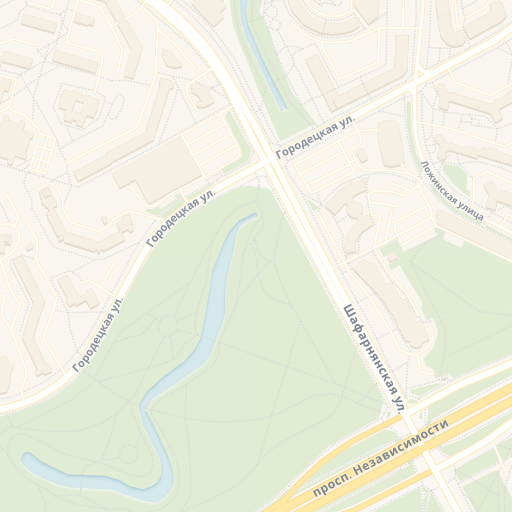 Городецкая ул.
Ложинская улица
Городецкая ул.
Городецкая ул.
Шафарнянская ул.
просп. Независимости